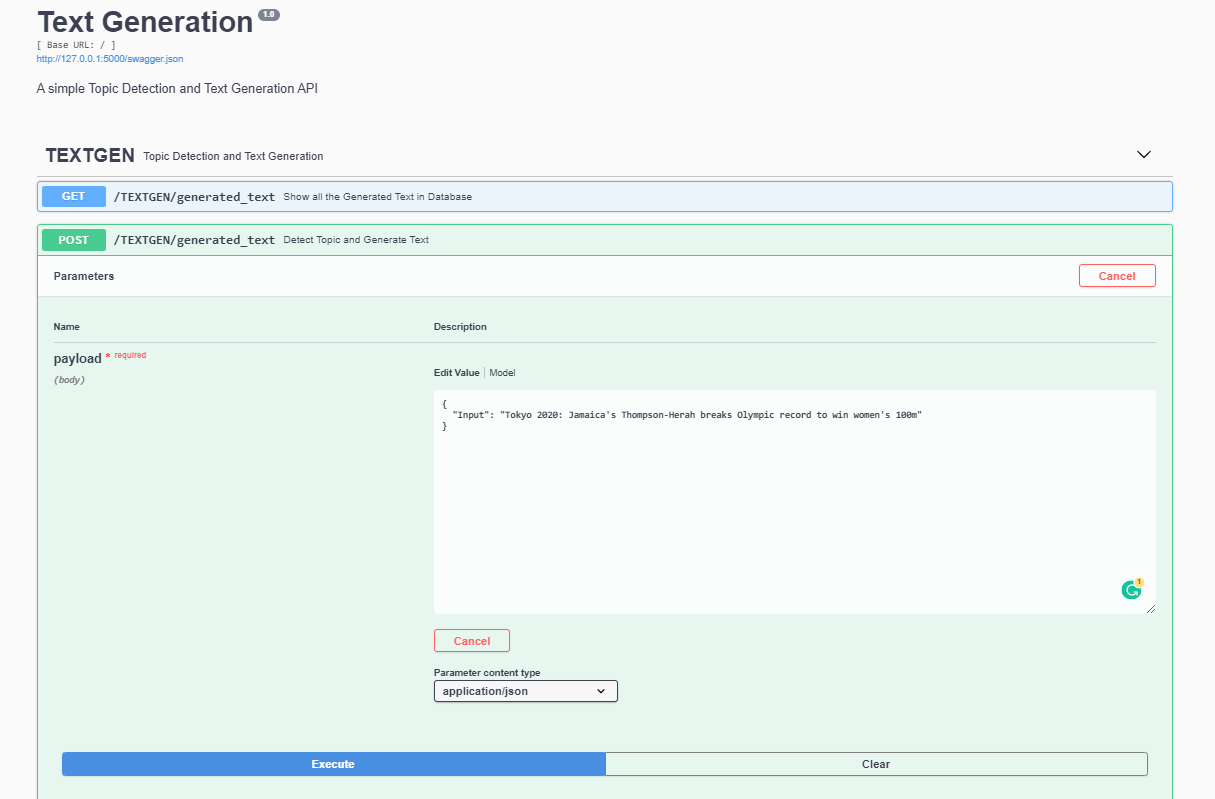 Text Generation 1.0
[ Base URL: / ]
http://127.0.0.1:5000/swagger.json
A simple Topic Detection and Text Generation API
TEXTGEN Topic Detection and Text Generation
GET /TEXTGEN/generated_text Show all the Generated Text in Database
POST /TEXTGEN/generated_text Detect Topic and Generate Text
Parameters Cancel
Name Description
payload * required
(body)
Edit Value | Model
{
"Input": "Tokyo 2020: Jamaica's Thompson-Herah breaks Olympic record to win women's 100m"
}
1
Cancel
Parameter content type
application/json
Execute Clear